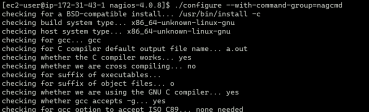 [ec2-user@ip-172-31-43-1 nagios-4.0.8]$ ./configure --with-command-group=nagcmd
checking for a BSD-compatible install... /usr/bin/install -c
checking build system type... x86_64-unknown-linux-gnu
checking host system type... x86_64-unknown-linux-gnu
checking for gcc... gcc
checking for C compiler default output file name... a.out
checking whether the C compiler works... yes
checking whether we are cross compiling... no
checking for suffix of executables...
checking for suffix of object files... o
checking whether we are using the GNU C compiler... yes
checking whether gcc accepts -g... yes
checking for gcc option to accept ISO C89... none needed